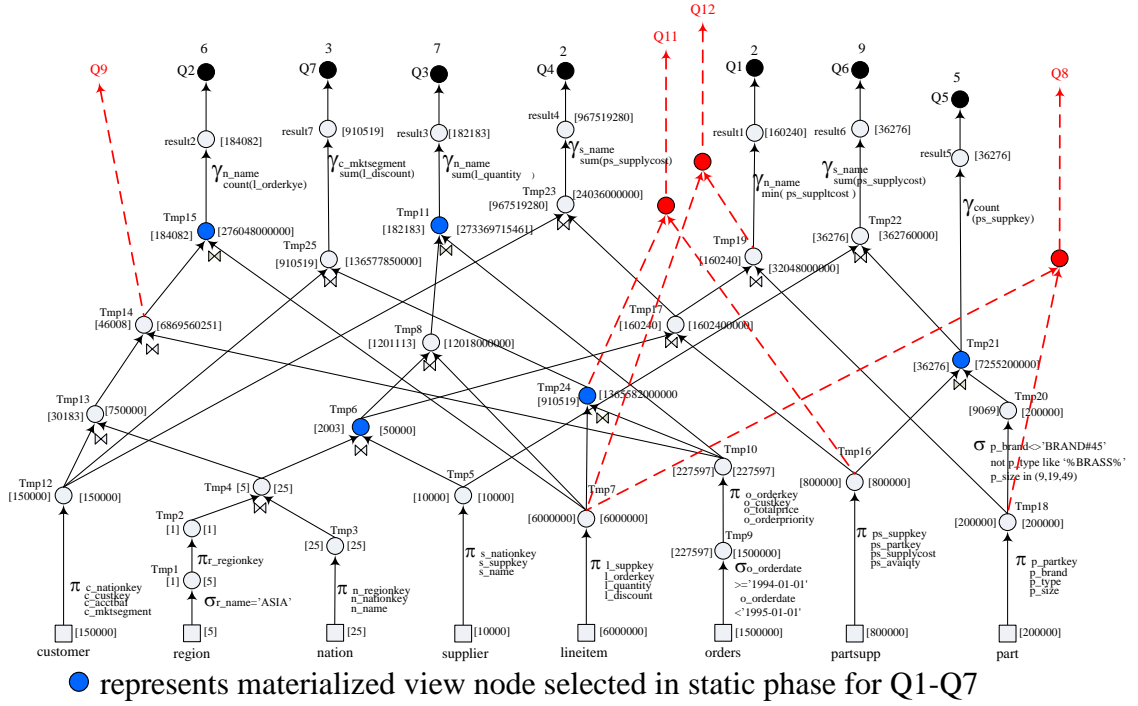 Q12
Q11
6
3
7
2
2
9
Q9
Q2
Q7
Q3
Q4
Q1
Q6
5
Q8
Q5
result2
[184082]
result7
[910519]
result3
[182183]
result4
[967519280]
result1
[160240]
result6
[36276]
result5
[36276]
γn_name
count(l_orderkye)
γc_mktsegment
sum(l_discount)
γn_name
sum(l_quantity )
γs_name
sum(ps_supplycost)
γn_name
min( ps_suppltcost )
γs_name
sum(ps_supplycost)
γcount
(ps_suppkey)
Tmp15
[184082]
[276048000000]
Tmp25
[910519]
[136577850000]
Tmp11
[182183]
[273369715461]
Tmp23
[967519280]
[24036000000]
Tmp19
[160240]
[32048000000]
Tmp22
[36276]
[362760000]
Tmp14
[46008]
[6869560251]
Tmp8
[1201113]
[12018000000]
Tmp17
[160240]
[1602400000]
Tmp21
[36276]
[7255200000]
Tmp13
[30183]
[750000]
Tmp6
[2003]
[50000]
Tmp24
[910519]
[1365582000000
Tmp20
[9069]
[200000]
σ p_brand<>'BRAND#45'
not p_type like '%BRASS%'
p_size in (9,19,49)
Tmp12
[150000]
[150000]
Tmp4
[5]
[25]
Tmp5
[10000]
[10000]
Tmp7
[6000000]
[6000000]
Tmp10
[227597]
[227597]
Tmp16
[800000]
[800000]
Tmp18
[200000]
[200000]
Tmp2
[1]
[1]
Tmp3
[25]
[25]
πr_regionkey
π o_orderkey
o_custkey
o_totalprice
o_orderpriority
Tmp1
[1]
[5]
Tmp9
[227597]
[1500000]
π c_nationkey
c_custkey
c_acctbal
c_mktsegment
σr_name='ASIA'
π n_regionkey
n_nationkey
n_name
π s_nationkey
s_suppkey
s_name
π l_suppkey
l_orderkey
l_quantity
l_discount
σo_orderdate
>='1994-01-01'
o_orderdate
<'1995-01-01'
π ps_suppkey
ps_partkey
ps_supplycost
ps_avaiqty
π p_partkey
p_brand
p_type
p_size
[150000]
[5]
[25]
[10000]
[6000000]
[1500000]
[800000]
[200000]
customer
region
nation
supplier
lineitem
orders
partsupp
part
represents materialized view node selected in static phase for Q1-Q7